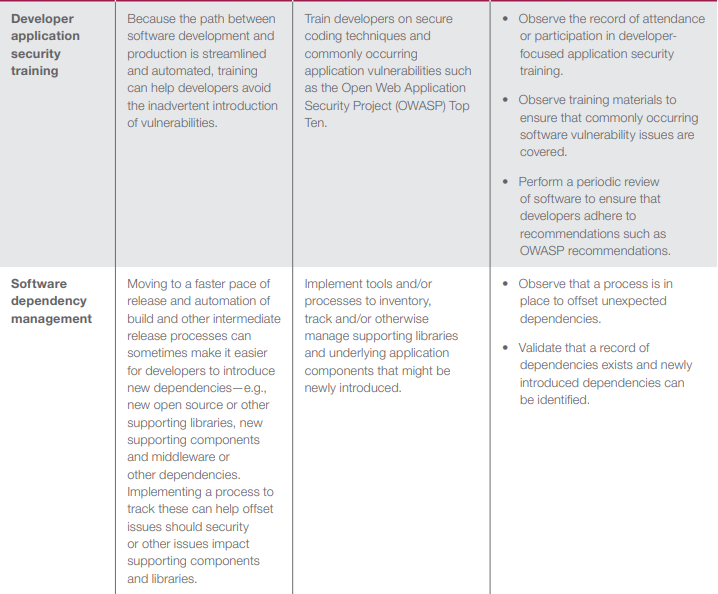 Developer
application
security
training
Because the path between
software development and
production is streamlined
and automated, training
can help developers avoid
the inadvertent introduction
of vulnerabilities.
Train developers on secure
coding techniques and
commonly occurring
application vulnerabilities such
as the Open Web Application
Security Project (OWASP) Top
Ten.
• Observe the record of attendance
or participation in developer-
focused application security
training.
• Observe training materials to
ensure that commonly occurring
software vulnerability issues are
covered.
• Perform a periodic review
of software to ensure that
developers adhere to
recommendations such as
OWASP recommendations.
Software
dependency
management
Moving to a faster pace of
release and automation of
build and other intermediate
release processes can
sometimes make it easier
for developers to introduce
new dependencies—e.g.,
new open source or other
supporting libraries, new
supporting components
and middleware or
other dependencies.
Implementing a process to
track these can help offset
issues should security
or other issues impact
supporting components
and libraries.
Implement tools and/or
processes to inventory,
track and/or otherwise
manage supporting libraries
and underlying application
components that might be
newly introduced.
• Observe that a process is in
place to offset unexpected
dependencies.
• Validate that a record of
dependencies exists and newly
introduced dependencies can
be identified.